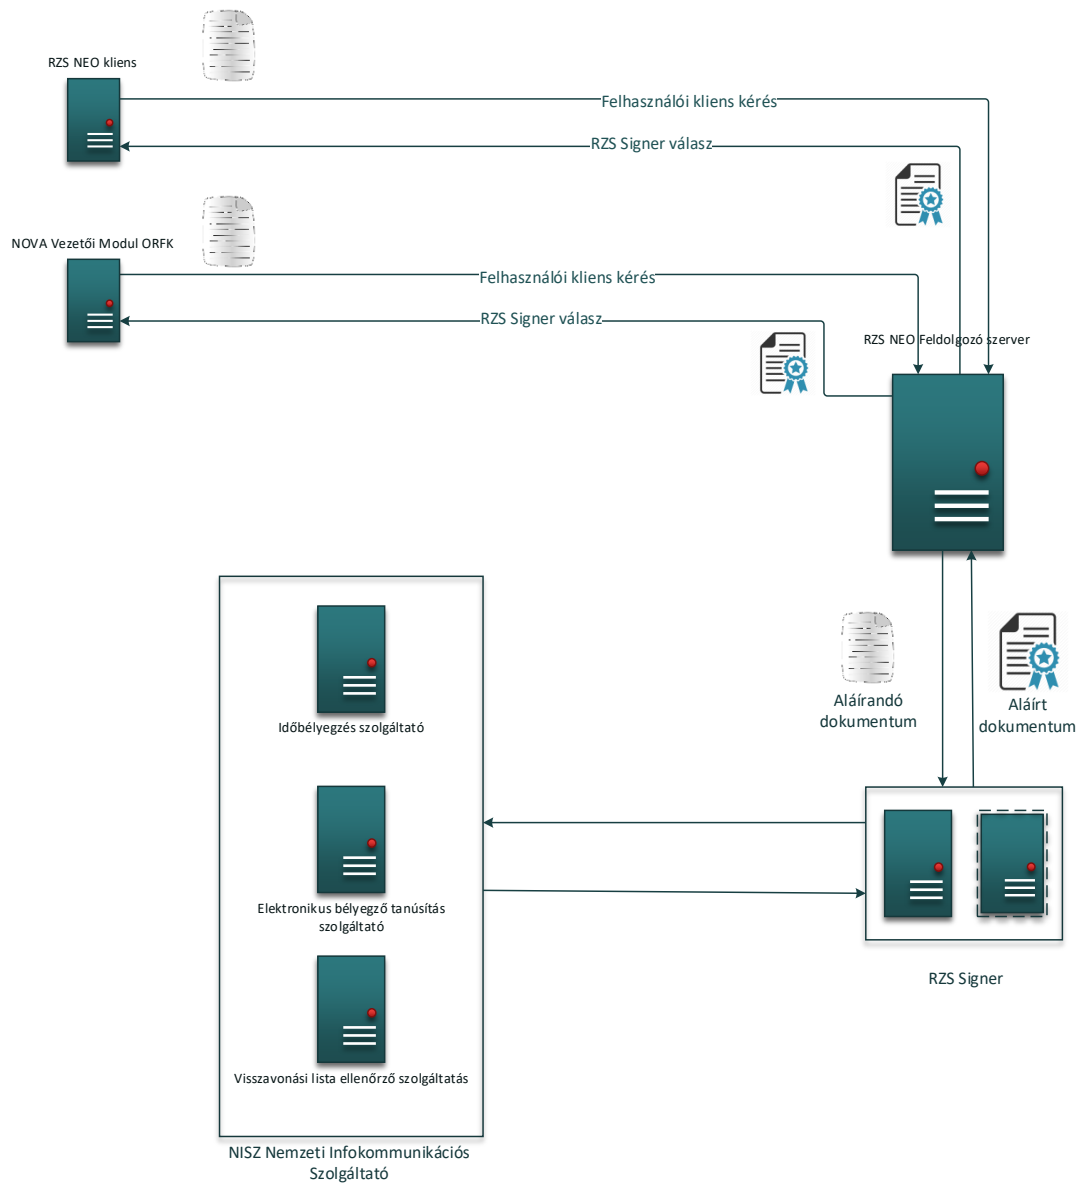 RZS NEO kliens
Felhasználói kliens kérés
RZS Signer válasz
NOVA Vezetői Modul ORFK
Felhasználói kliens kérés
RZS Signer válasz
RZS NEO Feldolgozó szerver
Aláírandó
dokumentum
Aláírt
dokumentum
Időbélyegzés szolgáltató
Elektronikus bélyegző tanúsítás
szolgáltató
Visszavonási lista ellenőrző szolgáltatás
RZS Signer
NISZ Nemzeti Infokommunikációs
Szolgáltató